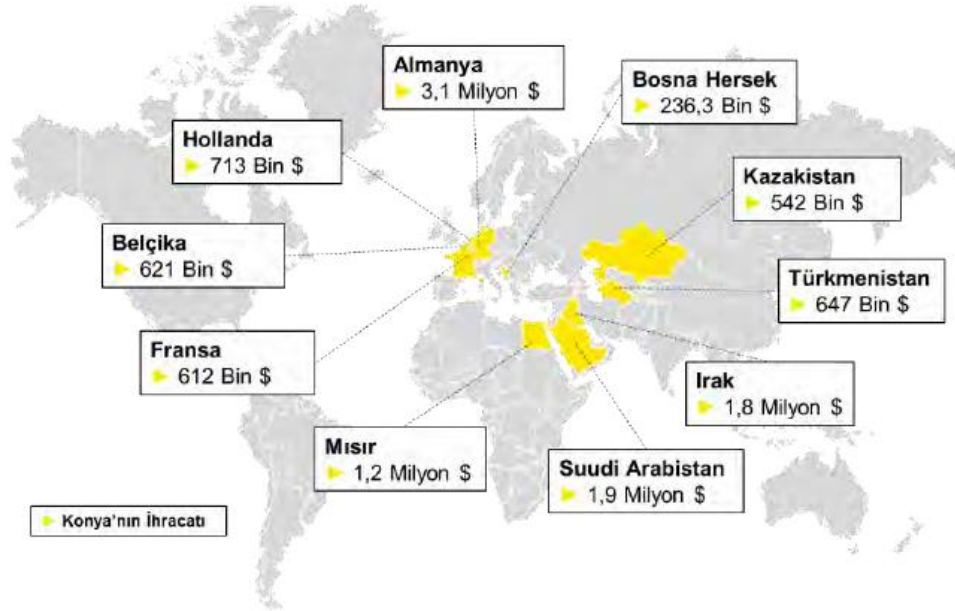 Almanya
3,1 Milyon $
Bosna Hersek
236,3 Bin $
Hollanda
713 Bin $
Kazakistan
542 Bin $
Belçika
621 Bin $
Türkmenistan
647 Bin $
Fransa
612 Bin $
Irak
1,8 Milyon $
Mısır
1,2 Milyon $
Suudi Arabistan
1,9 Milyon $
Konya'nın İhracatı